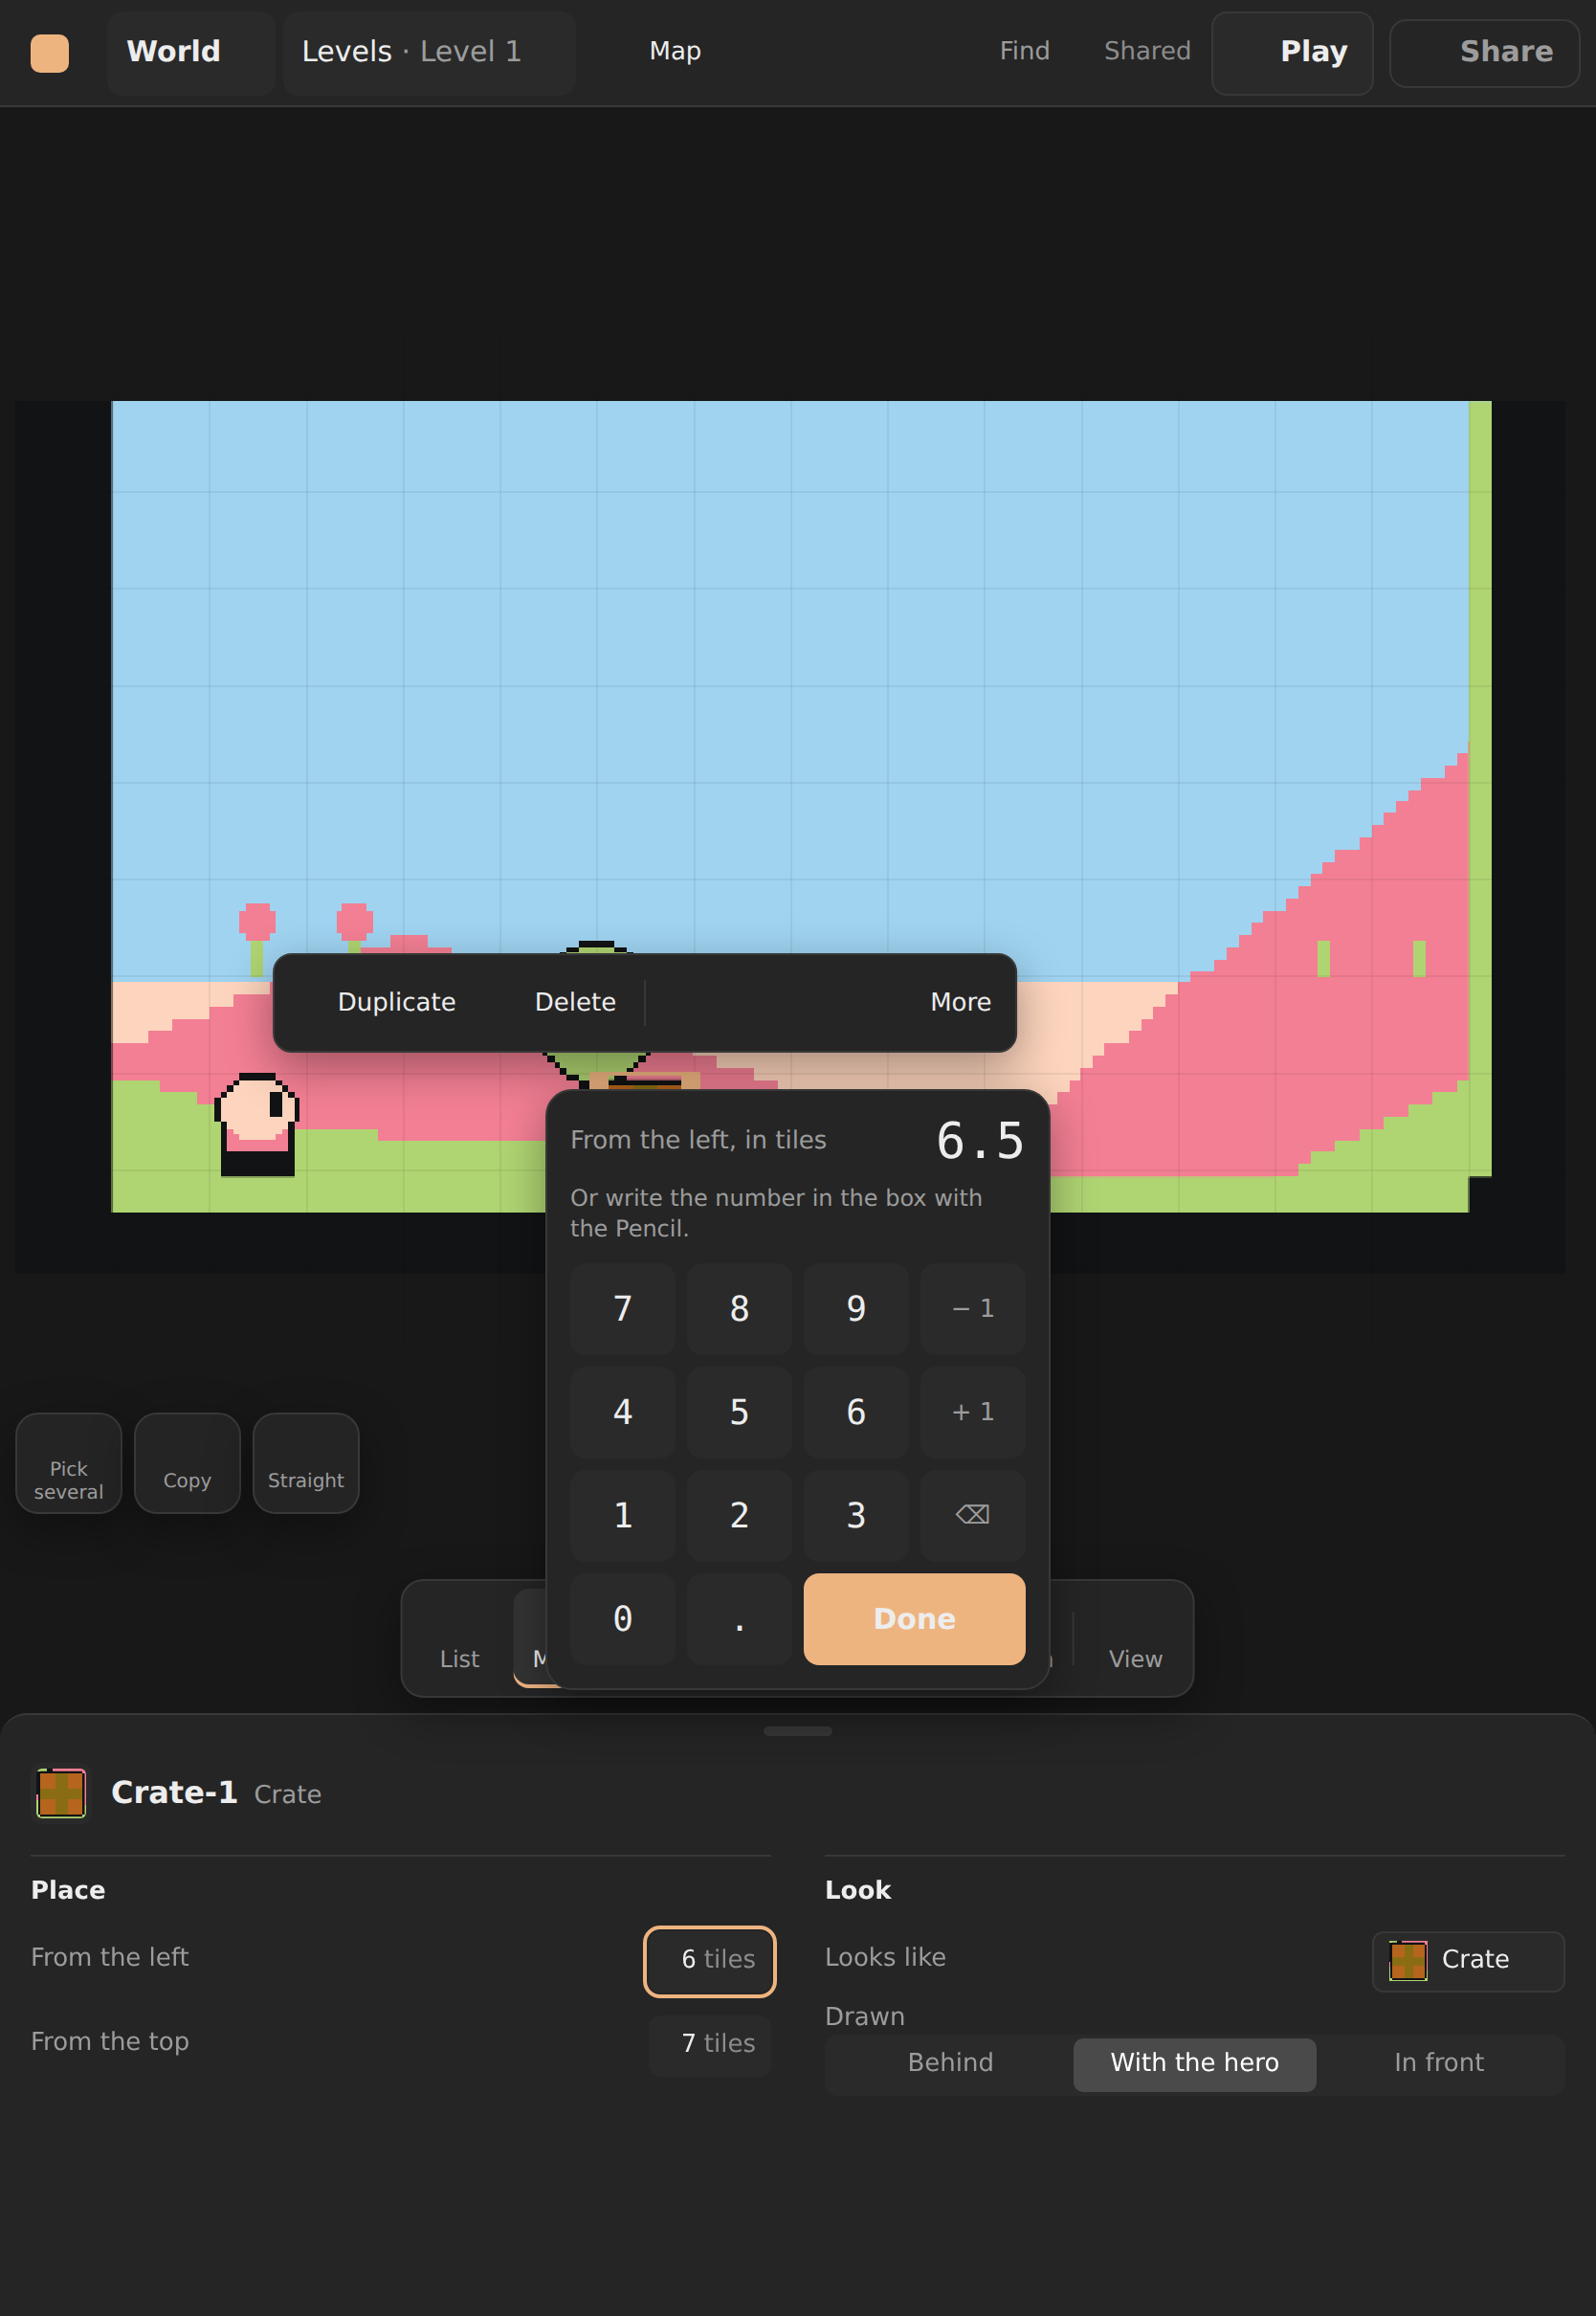 World
Levels · Level 1
Map
Find
Shared
Play
Share
Duplicate
Delete
More
From the left, in tiles
6.5
Or write the number in the box with
the Pencil.
7 8 9 − 1
4 5 6 + 1
1 2 3 ⌫
0 . Done
Pick
several
Copy
Straight
List
View
Crate-1 Crate
Place
From the left
6 tiles
From the top
7 tiles
Look
Looks like
Crate
Drawn
Behind
With the hero
In front